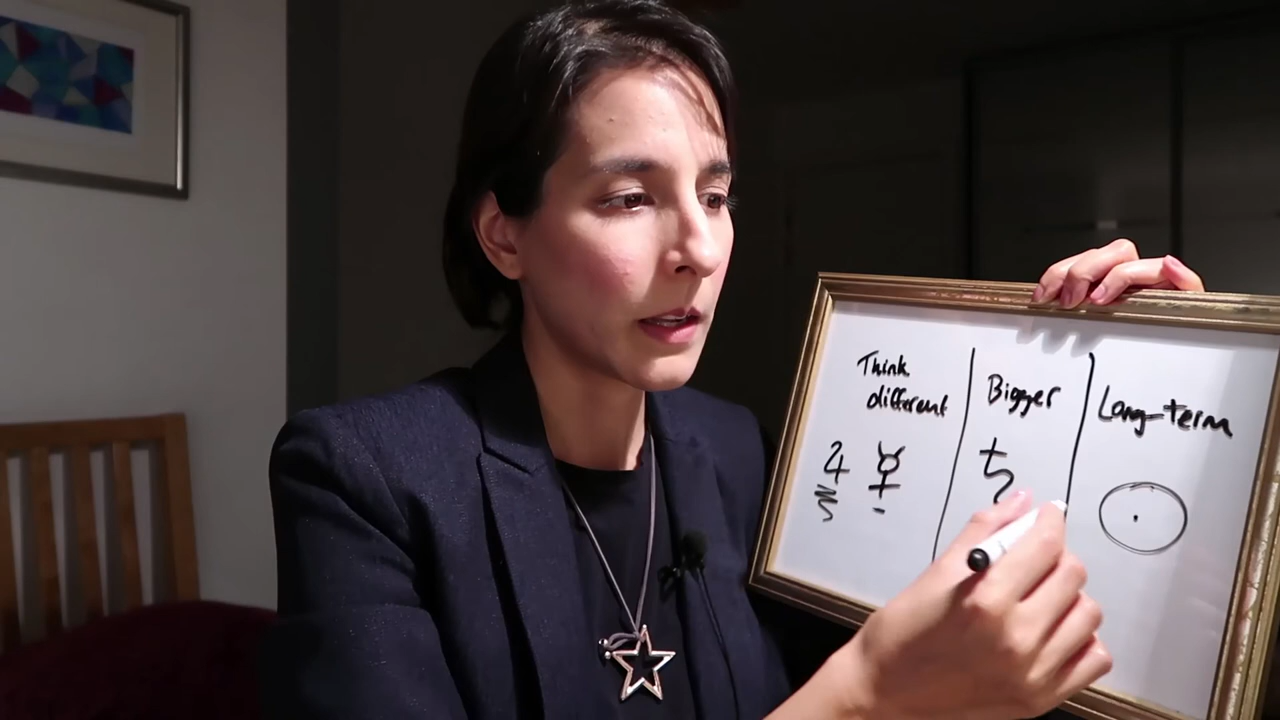 Think
different
Bigger
Long-term
♃ ☿
♄
☉